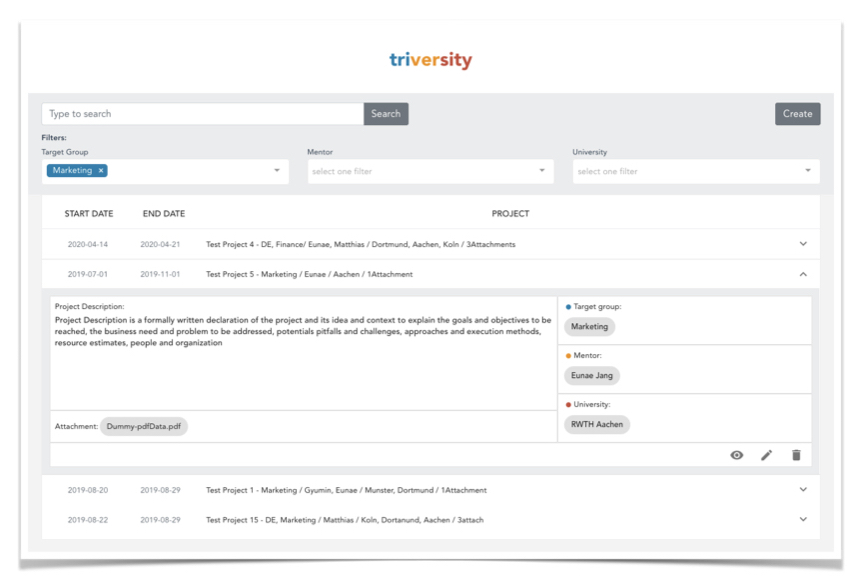 triversity
Type to search Search Create
Filters:
Target Group Mentor University
Marketing × select one filter select one filter
START DATE END DATE PROJECT
2020-04-14 2020-04-21 Test Project 4 - DE, Finance/ Eunae, Matthias / Dortmund, Aachen, Koln / 3Attachments
2019-07-01 2019-11-01 Test Project 5 - Marketing / Eunae / Aachen / 1Attachment
Project Description:
Project Description is a formally written declaration of the project and its idea and context to explain the goals and objectives to be
reached, the business need and problem to be addressed, potentials pitfalls and challenges, approaches and execution methods,
resource estimates, people and organization
Attachment: Dummy-pdfData.pdf
Target group:
Marketing
Mentor:
Eunae Jang
University:
RWTH Aachen
2019-08-20 2019-08-29 Test Project 1 - Marketing / Gyumin, Eunae / Munster, Dortmund / 1Attachment
2019-08-22 2019-08-29 Test Project 15 - DE, Marketing / Matthias / Koln, Dortanund, Aachen / 3attach